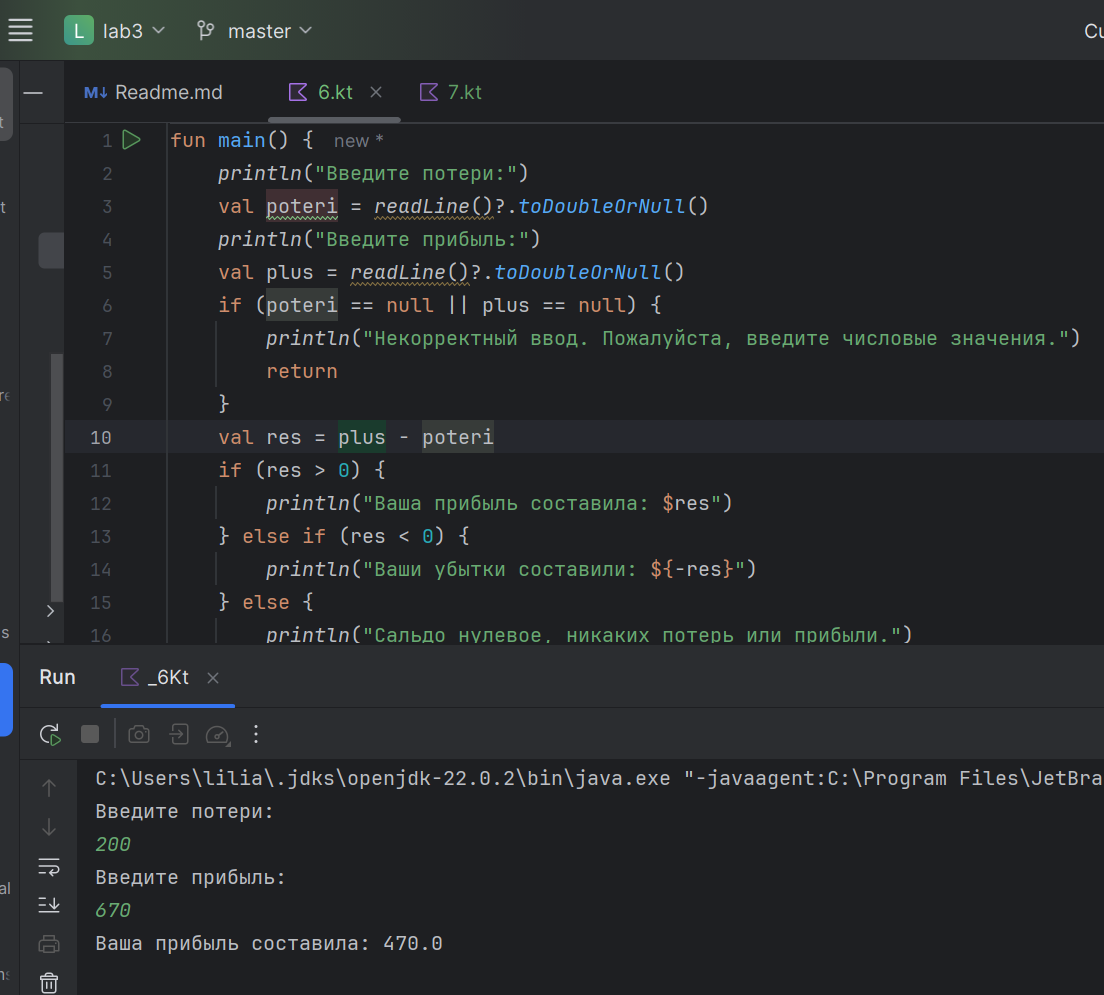 L lab3 master Cu
Readme.md 6.kt 7.kt
1 fun main() { new *
2 println("Введите потери:")
3 val poteri = readLine()?.toDoubleOrNull()
4 println("Введите прибыль:")
5 val plus = readLine()?.toDoubleOrNull()
6 if (poteri == null || plus == null) {
7 println("Некорректный ввод. Пожалуйста, введите числовые значения.")
8 return
9 }
10 val res = plus - poteri
11 if (res > 0) {
12 println("Ваша прибыль составила: $res")
13 } else if (res < 0) {
14 println("Ваши убытки составили: ${-res}")
15 } else {
16 println("Сальдо нулевое, никаких потерь или прибыли.")
Run _6Kt
C:\Users\lilia\.jdks\openjdk-22.0.2\bin\java.exe "-javaagent:C:\Program Files\JetBra
Введите потери:
200
Введите прибыль:
670
Ваша прибыль составила: 470.0